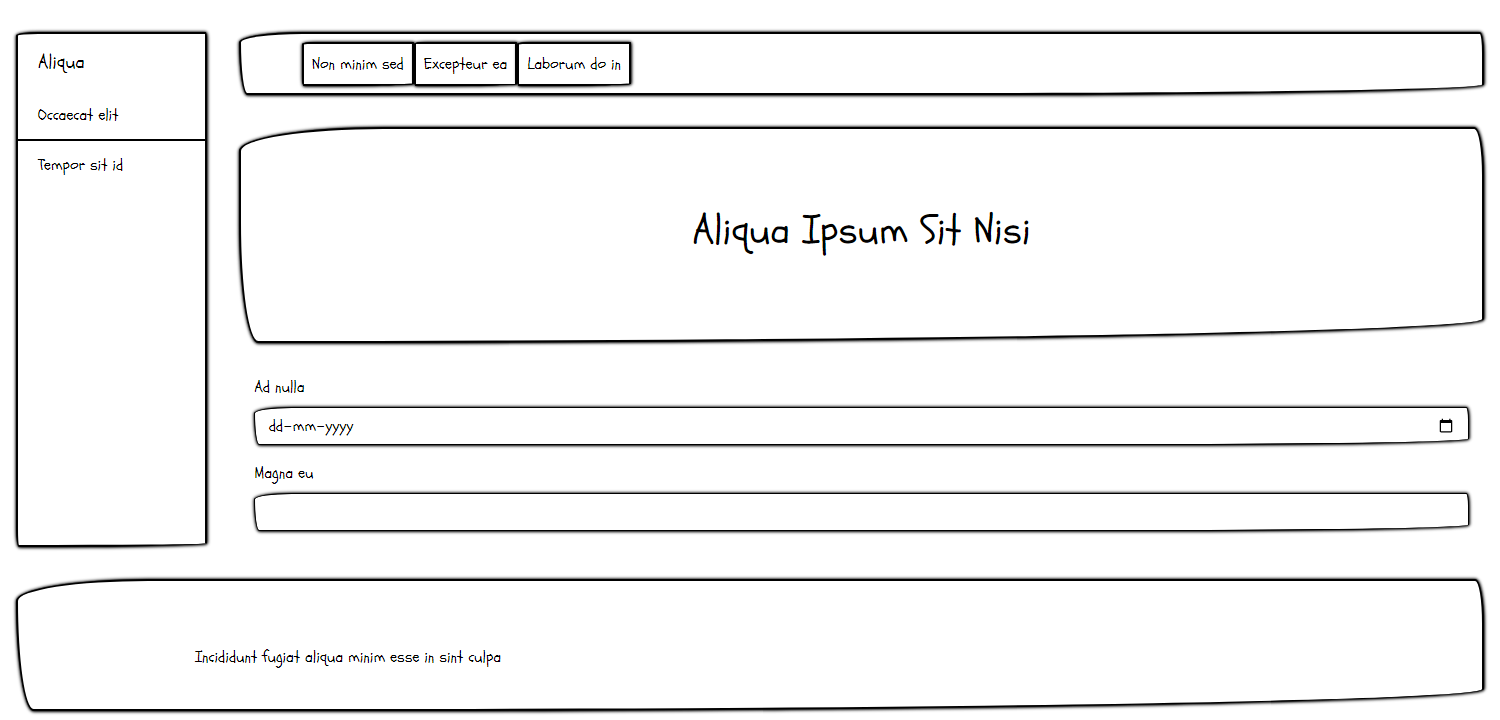 Aliqua
Occaecat elit
Tempor sit id
Non minim sed
Excepteur ea
Laborum do in
Aliqua Ipsum Sit Nisi
Ad nulla
dd-mm-yyyy
Magna eu
Incididunt fugiat aliqua minim esse in sint culpa